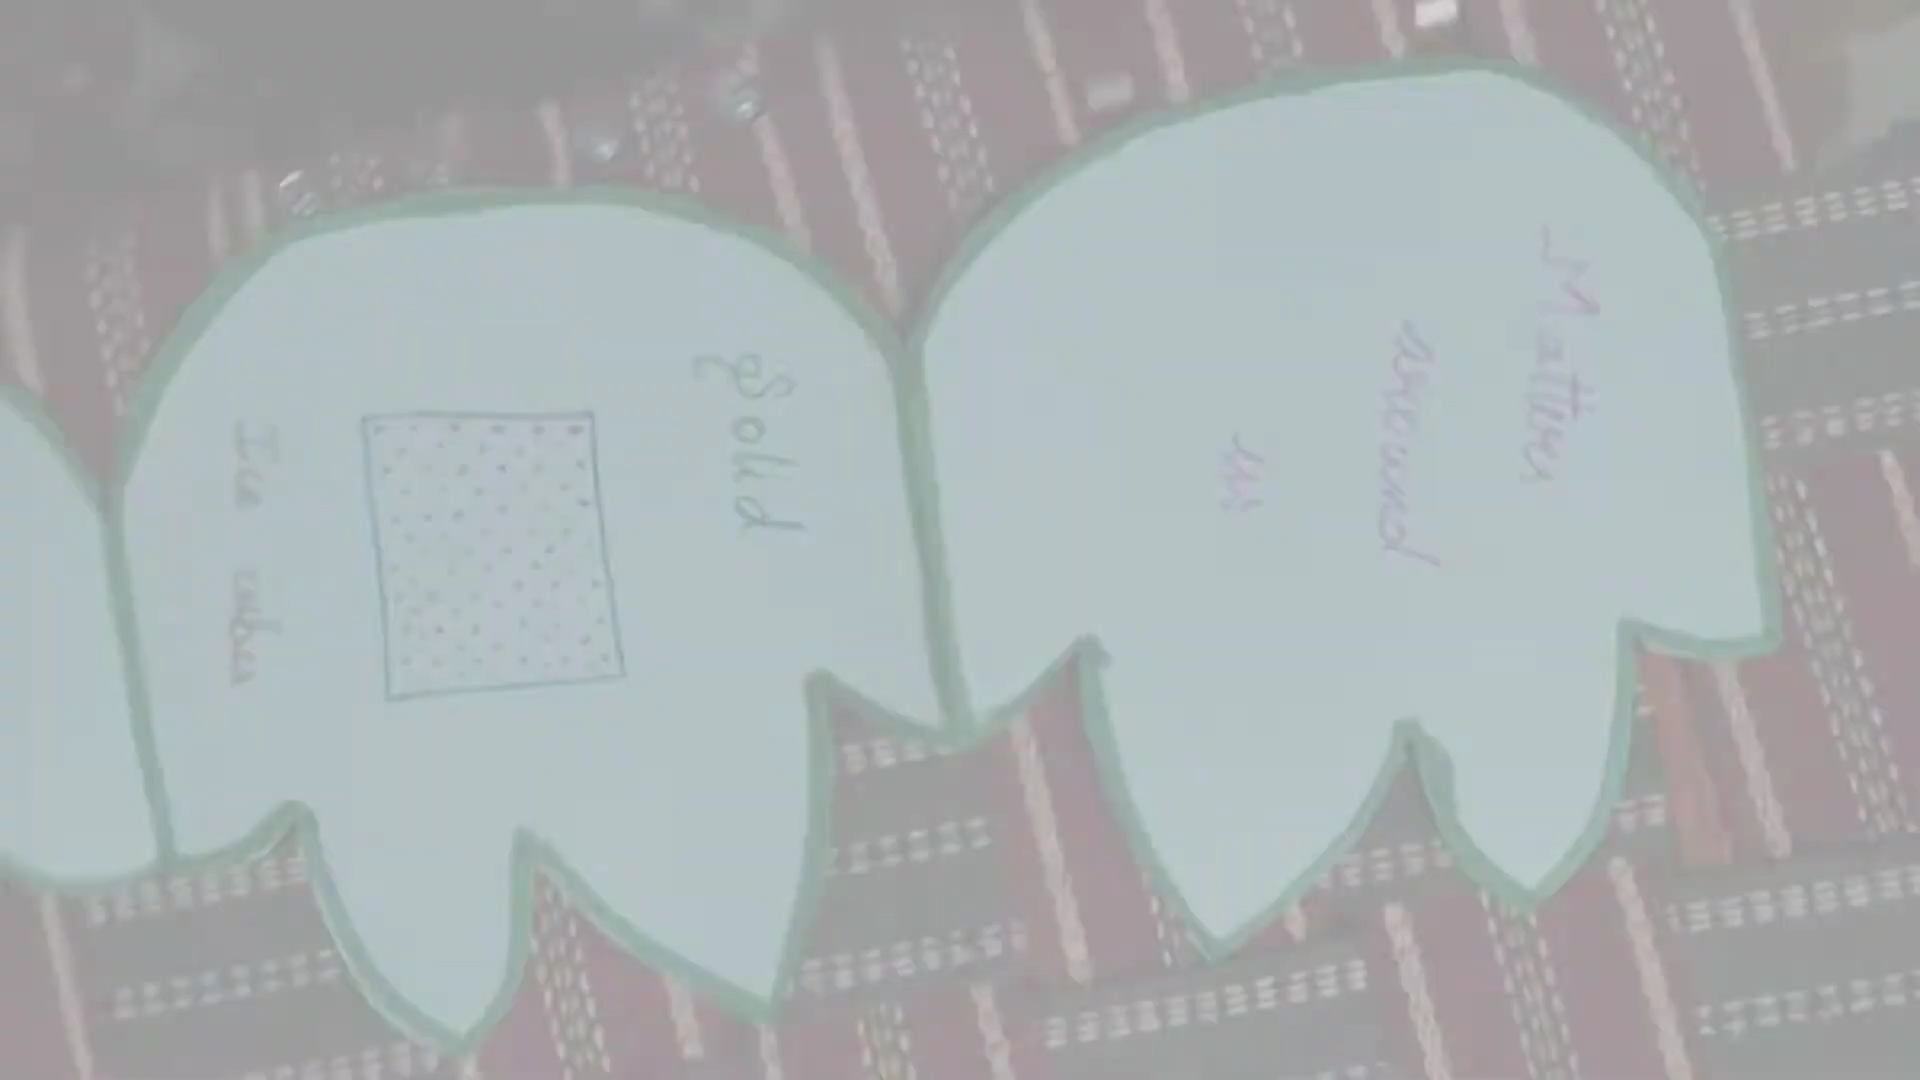 Matter
around
us
Solid
Ice cubes